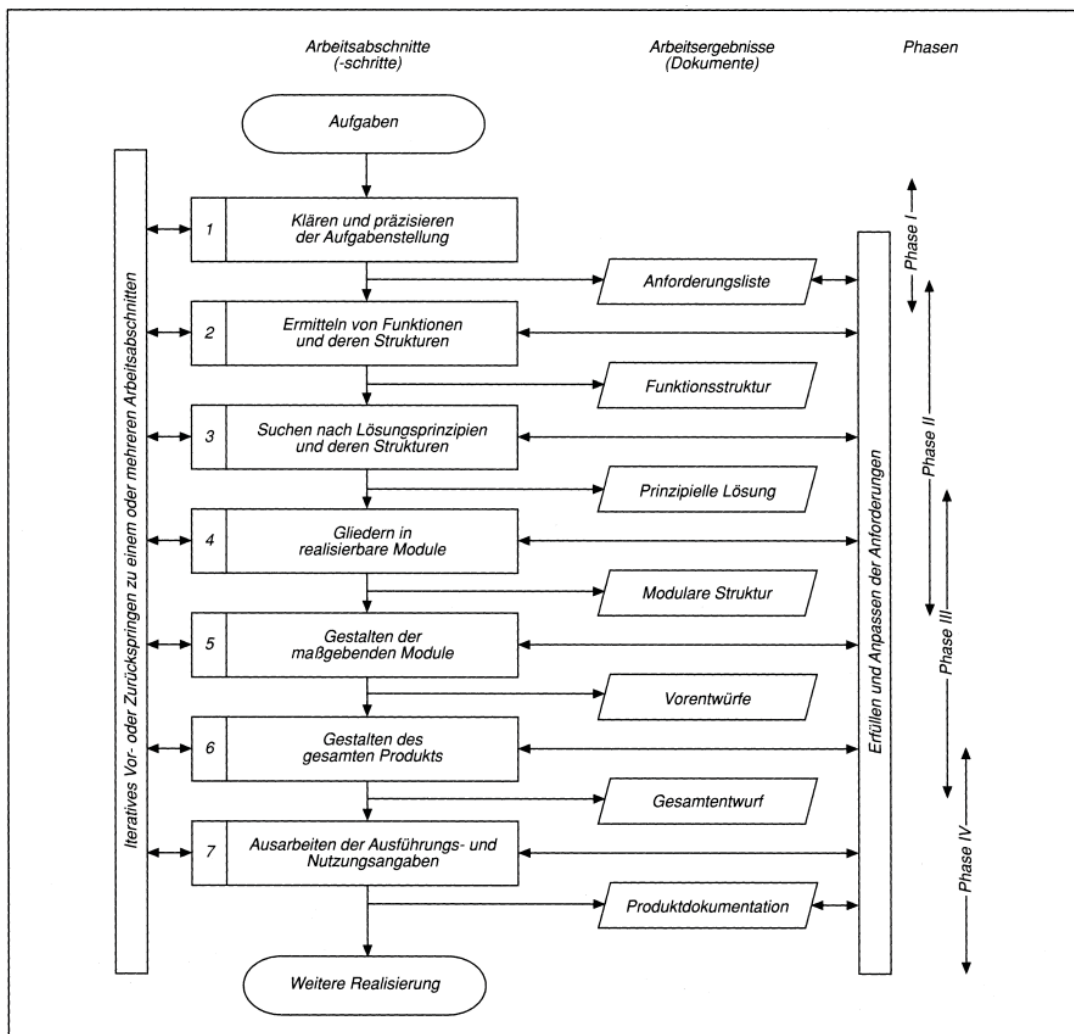 Arbeitsabschnitte
(-schritte)
Arbeitsergebnisse
(Dokumente)
Phasen
Aufgaben
Iteratives Vor- oder Zurückspringen zu einem oder mehreren Arbeitsabschnitten
1
Klären und präzisieren
der Aufgabenstellung
Anforderungsliste
2
Ermitteln von Funktionen
und deren Strukturen
Funktionsstruktur
3
Suchen nach Lösungsprinzipien
und deren Strukturen
Prinzipielle Lösung
4
Gliedern in
realisierbare Module
Modulare Struktur
5
Gestalten der
maßgebenden Module
Vorentwürfe
6
Gestalten des
gesamten Produkts
Gesamtentwurf
7
Ausarbeiten der Ausführungs- und
Nutzungsangaben
Produktdokumentation
Weitere Realisierung
Erfüllen und Anpassen der Anforderungen
Phase I
Phase II
Phase III
Phase IV